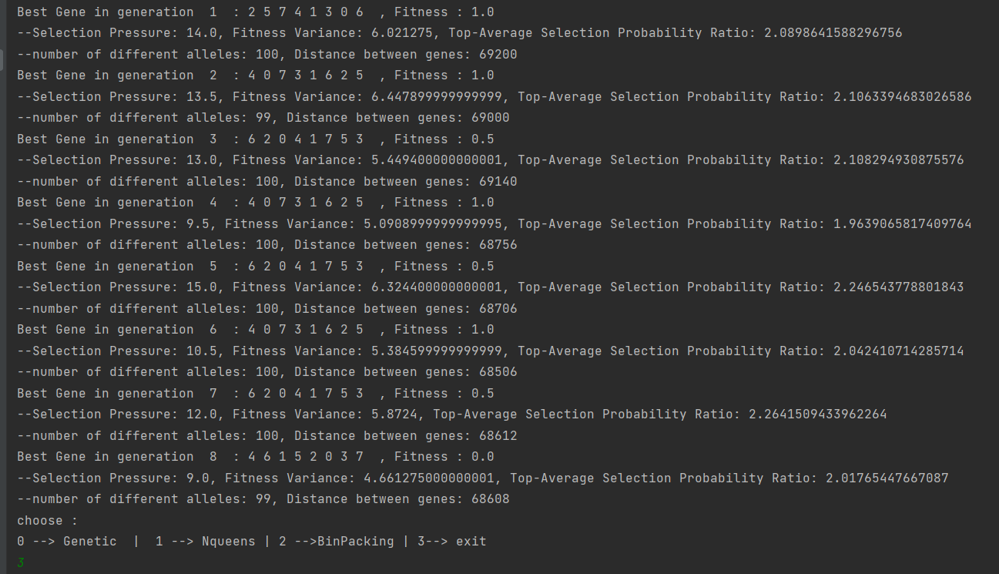 Best Gene in generation  1  : 2 5 7 4 1 3 0 6  , Fitness : 1.0
--Selection Pressure: 14.0, Fitness Variance: 6.021275, Top-Average Selection Probability Ratio: 2.0898641588296756
--number of different alleles: 100, Distance between genes: 69200
Best Gene in generation  2  : 4 0 7 3 1 6 2 5  , Fitness : 1.0
--Selection Pressure: 13.5, Fitness Variance: 6.447899999999999, Top-Average Selection Probability Ratio: 2.1063394683026586
--number of different alleles: 99, Distance between genes: 69000
Best Gene in generation  3  : 6 2 0 4 1 7 5 3  , Fitness : 0.5
--Selection Pressure: 13.0, Fitness Variance: 5.449400000000001, Top-Average Selection Probability Ratio: 2.108294930875576
--number of different alleles: 100, Distance between genes: 69140
Best Gene in generation  4  : 4 0 7 3 1 6 2 5  , Fitness : 1.0
--Selection Pressure: 9.5, Fitness Variance: 5.0908999999999995, Top-Average Selection Probability Ratio: 1.9639065817409764
--number of different alleles: 100, Distance between genes: 68756
Best Gene in generation  5  : 6 2 0 4 1 7 5 3  , Fitness : 0.5
--Selection Pressure: 15.0, Fitness Variance: 6.324400000000001, Top-Average Selection Probability Ratio: 2.246543778801843
--number of different alleles: 100, Distance between genes: 68706
Best Gene in generation  6  : 4 0 7 3 1 6 2 5  , Fitness : 1.0
--Selection Pressure: 10.5, Fitness Variance: 5.384599999999999, Top-Average Selection Probability Ratio: 2.042410714285714
--number of different alleles: 100, Distance between genes: 68506
Best Gene in generation  7  : 6 2 0 4 1 7 5 3  , Fitness : 0.5
--Selection Pressure: 12.0, Fitness Variance: 5.8724, Top-Average Selection Probability Ratio: 2.2641509433962264
--number of different alleles: 100, Distance between genes: 68612
Best Gene in generation  8  : 4 6 1 5 2 0 3 7  , Fitness : 0.0
--Selection Pressure: 9.0, Fitness Variance: 4.661275000000001, Top-Average Selection Probability Ratio: 2.01765447667087
--number of different alleles: 99, Distance between genes: 68608
choose :
0 --> Genetic  |  1 --> Nqueens | 2 -->BinPacking | 3--> exit
3